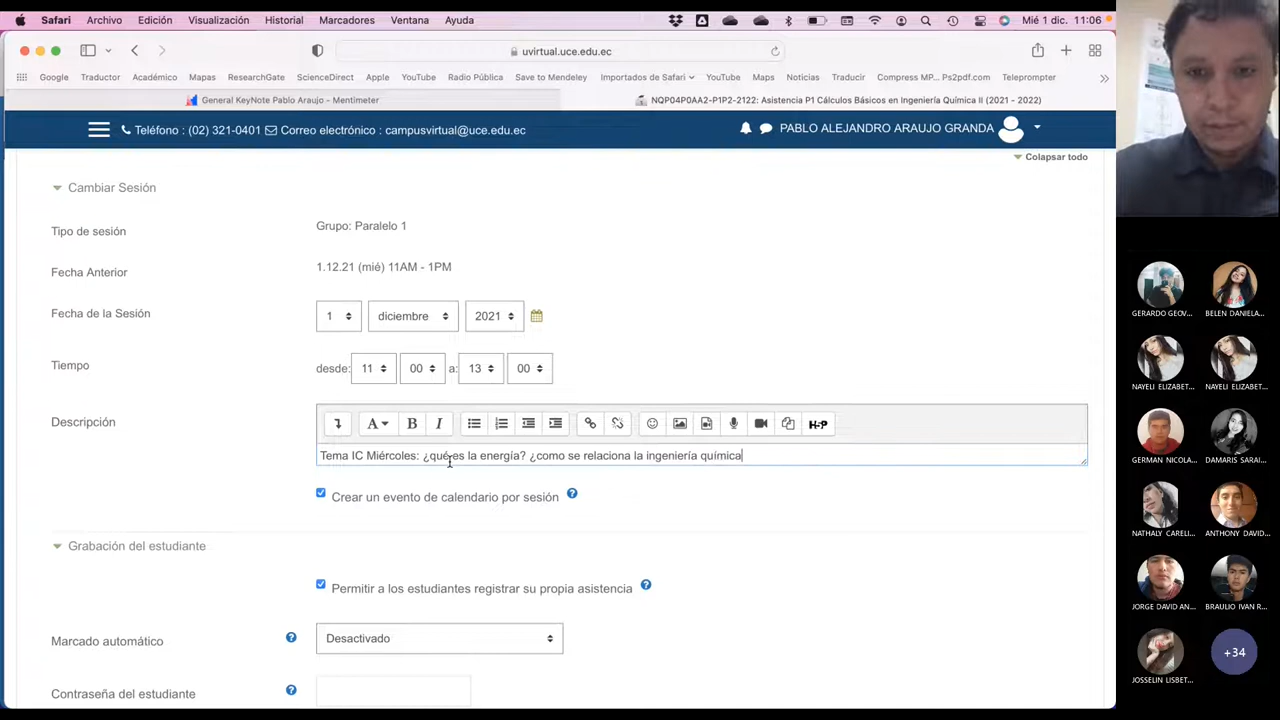 Safari Archivo Edición Visualización Historial Marcadores Ventana Ayuda Mié 1 dic. 11:06
uvirtual.uce.edu.ec
Google Traductor Académico Mapas ResearchGate ScienceDirect Apple YouTube Radio Pública Save to Mendeley Importados de Safari YouTube Maps Noticias Traducir Compress MP... Ps2pdf.com Teleprompter
General KeyNote Pablo Araujo - Mentimeter
NQP04P0AA2-P1P2-2122: Asistencia P1 Cálculos Básicos en Ingeniería Química II (2021 - 2022)
Teléfono : (02) 321-0401 Correo electrónico : campusvirtual@uce.edu.ec
PABLO ALEJANDRO ARAUJO GRANDA
Colapsar todo
Cambiar Sesión
Tipo de sesión Grupo: Paralelo 1
Fecha Anterior 1.12.21 (mié) 11AM - 1PM
Fecha de la Sesión 1 diciembre 2021
Tiempo desde: 11 00 a: 13 00
Descripción
A B I H-P
Tema IC Miércoles: ¿qué es la energía? ¿como se relaciona la ingeniería química
Crear un evento de calendario por sesión ?
Grabación del estudiante
Permitir a los estudiantes registrar su propia asistencia ?
Marcado automático ? Desactivado
Contraseña del estudiante ?
GERARDO GEOV... BELEN DANIELA...
NAYELI ELIZABET... NAYELI ELIZABET...
GERMAN NICOLA... DAMARIS SARAI...
NATHALY CARELI... ANTHONY DAVID...
JORGE DAVID AN... BRAULIO IVAN R...
JOSSELIN LISBET... +34